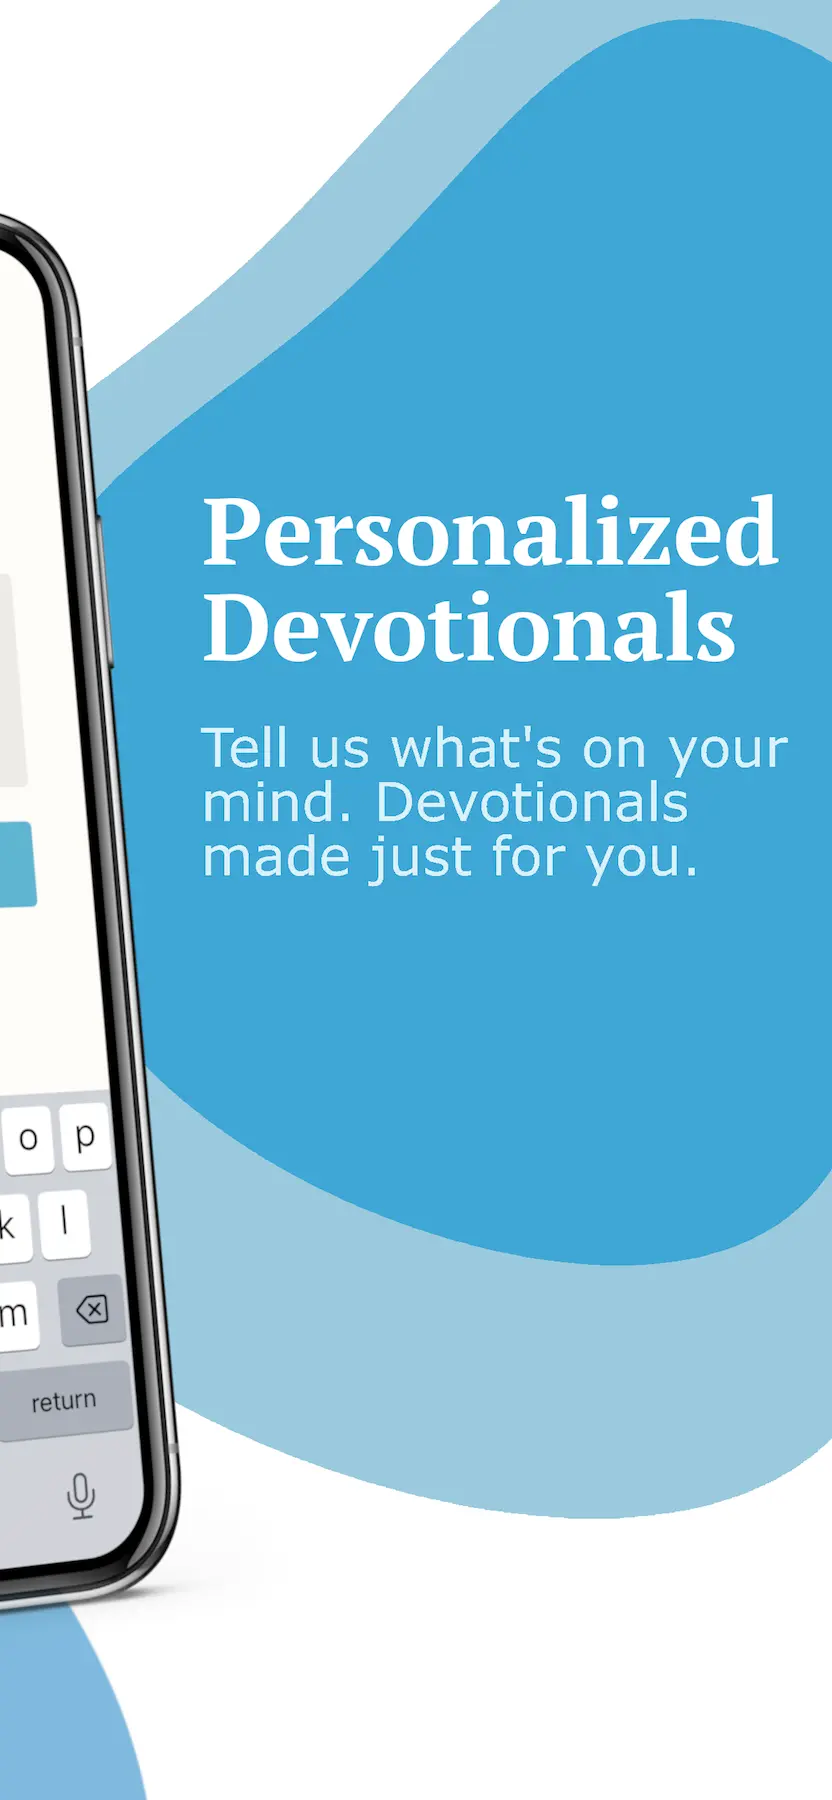 Personalized
Devotionals
Tell us what's on your
mind. Devotionals
made just for you.
o p
k l
m
return